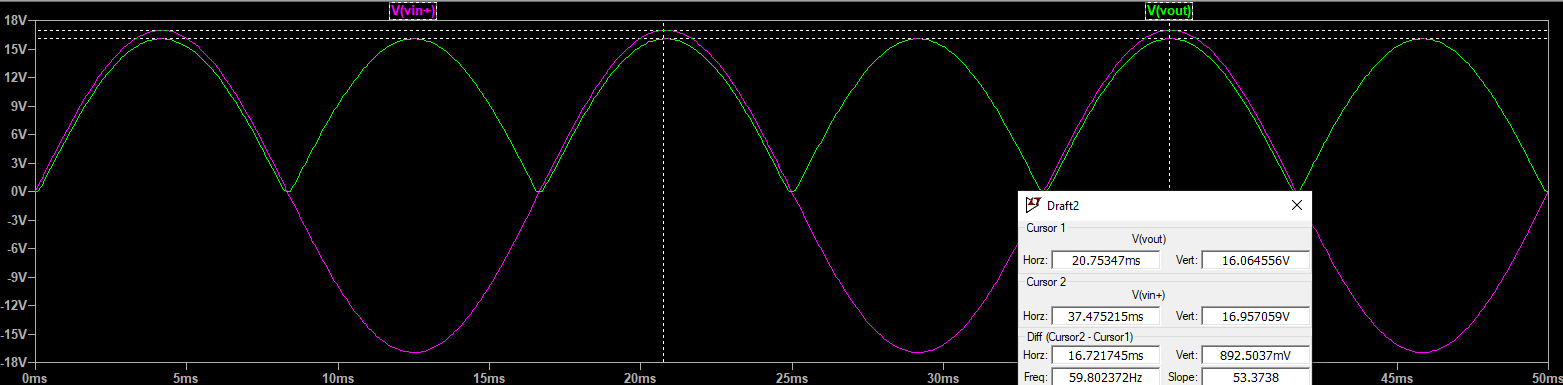 V(vin+) V(vout)
18V
15V
12V
9V
6V
3V
0V
-3V
-6V
-9V
-12V
-15V
-18V
0ms 5ms 10ms 15ms 20ms 25ms 30ms 45ms 50ms
Draft2
Cursor 1
V(vout)
Horz: 20.75347ms Vert: 16.064556V
Cursor 2
V(vin+)
Horz: 37.475215ms Vert: 16.957059V
Diff (Cursor2 - Cursor1)
Horz: 16.721745ms Vert: 892.5037mV
Freq: 59.802372Hz Slope: 53.3738